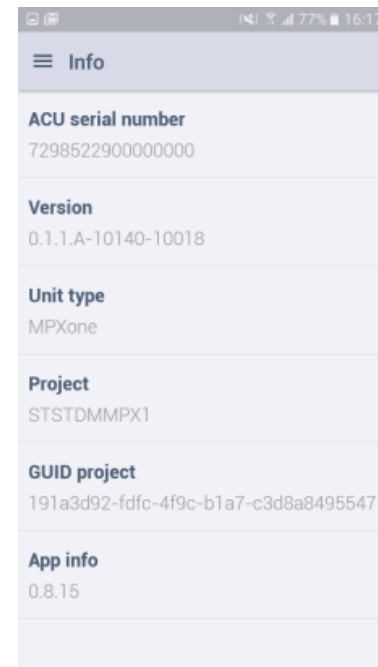 77% 16:17
Info
ACU serial number
7298522900000000
Version
0.1.1.A-10140-10018
Unit type
MPXone
Project
STSTDMMPX1
GUID project
191a3d92-fdfc-4f9c-b1a7-c3d8a8495547
App info
0.8.15